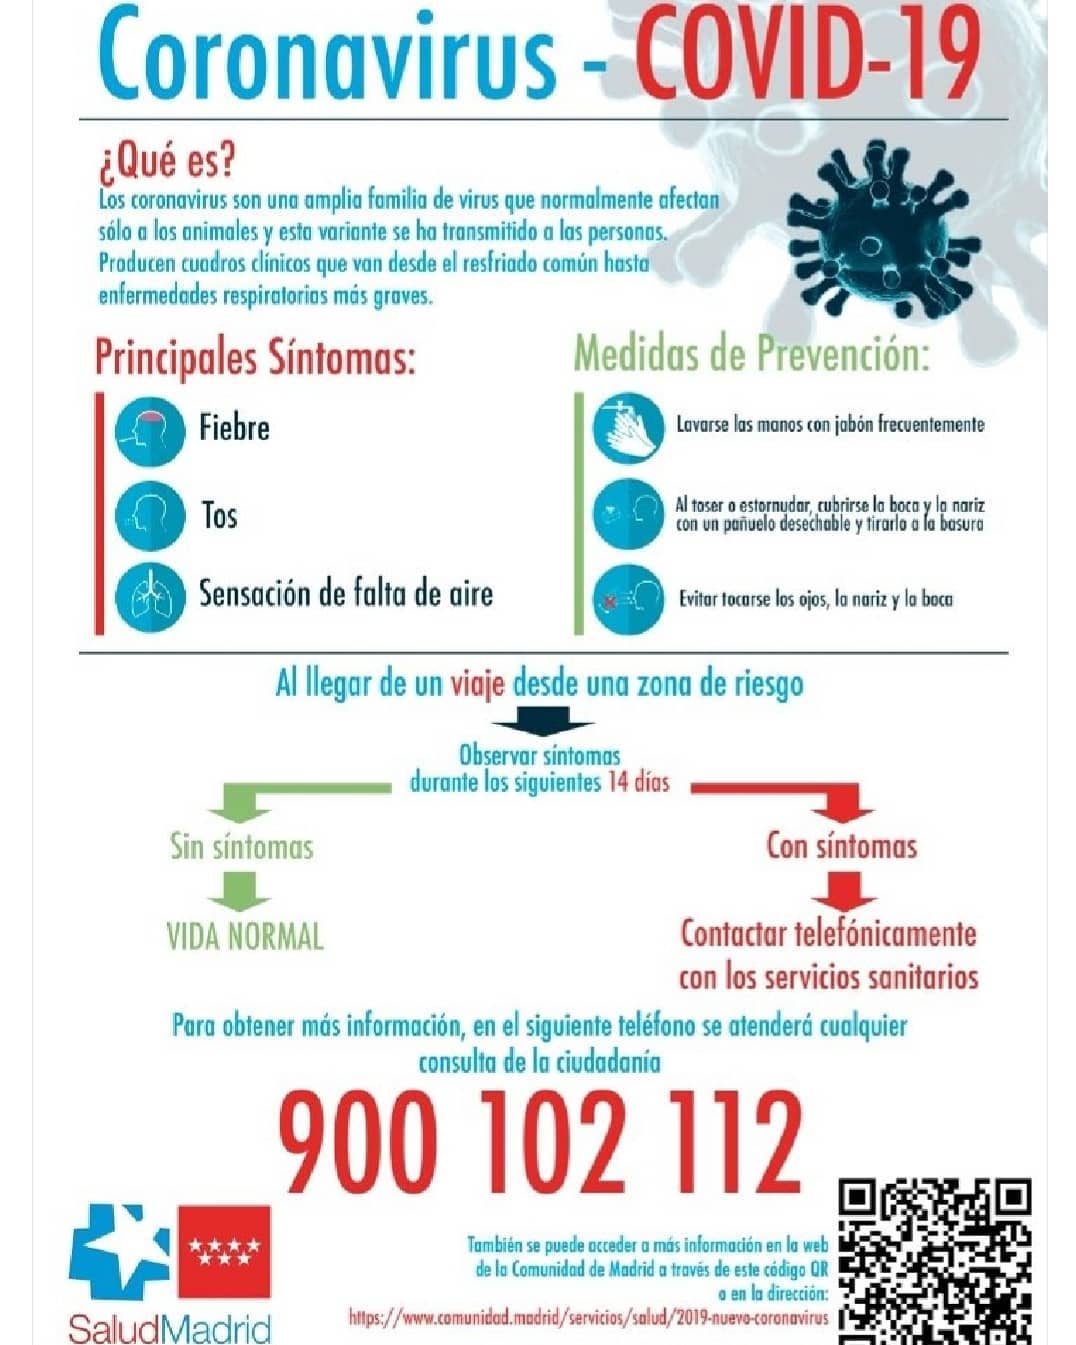 Coronavirus - COVID-19
¿Qué es?
Los coronavirus son una amplia familia de virus que normalmente afectan
sólo a los animales y esta variante se ha transmitido a las personas.
Producen cuadros clínicos que van desde el resfriado común hasta
enfermedades respiratorias más graves.
Principales Síntomas:
Fiebre
Tos
Sensación de falta de aire
Medidas de Prevención:
Lavarse las manos con jabón frecuentemente
Al toser o estornudar, cubrirse la boca y la nariz
con un pañuelo desechable y tirarlo a la basura
Evitar tocarse los ojos, la nariz y la boca
Al llegar de un viaje desde una zona de riesgo
Observar síntomas
durante los siguientes 14 días
Sin síntomas
VIDA NORMAL
Con síntomas
Contactar telefónicamente
con los servicios sanitarios
Para obtener más información, en el siguiente teléfono se atenderá cualquier
consulta de la ciudadanía
900 102 112
SaludMadrid
También se puede acceder a más información en la web
de la Comunidad de Madrid a través de este código QR
o en la dirección:
https://www.comunidad.madrid/servicios/salud/2019-nuevo-coronavirus